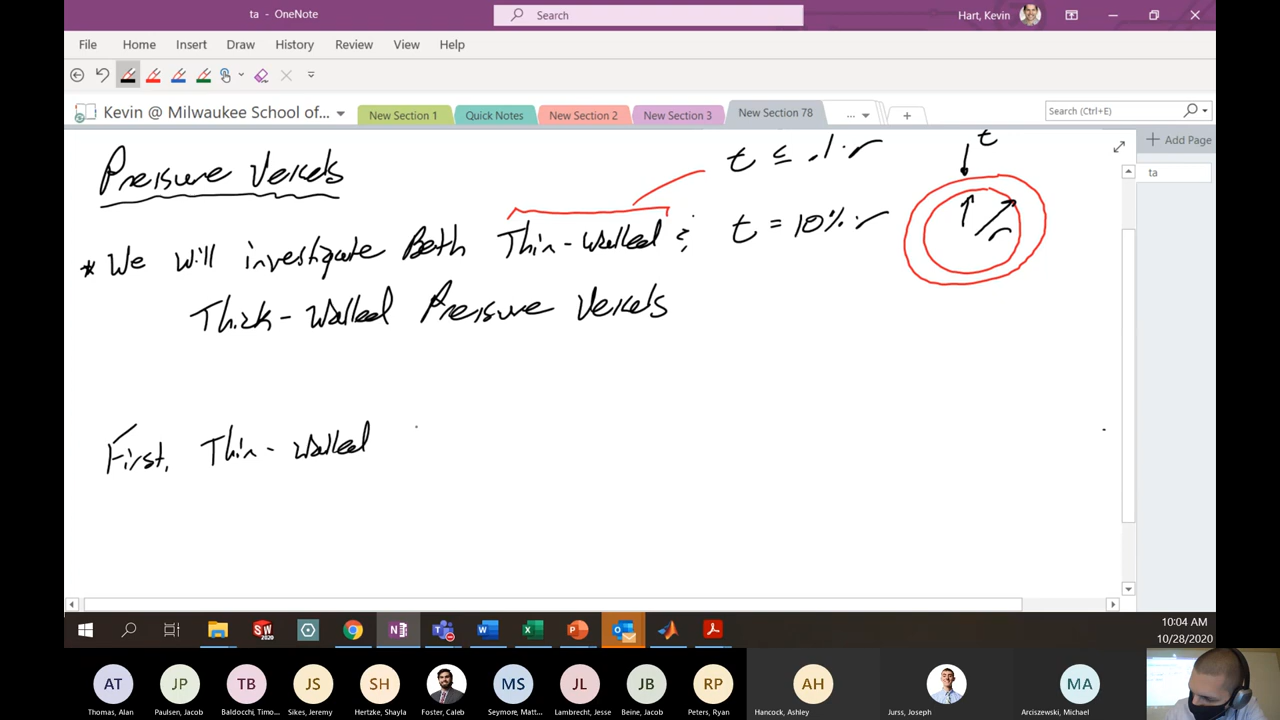 ta - OneNote
Search
Hart, Kevin
File Home Insert Draw History Review View Help
Kevin @ Milwaukee School of...
New Section 1
Quick Notes
New Section 2
New Section 3
New Section 78
...
Search (Ctrl+E)
Add Page
ta
Pressure Vessels
t ≤ .1·r
t
* We will investigate Both Thin-Walled &
t = 10%·r
r
Thick-Walled Pressure Vessels
First, Thin-Walled
10:04 AM
10/28/2020
AT JP TB JS SH MS JL JB RP AH MA
Thomas, Alan
Paulsen, Jacob
Baldocchi, Timo...
Sikes, Jeremy
Hertzke, Shayla
Foster, Caleb
Seymore, Matt...
Lambrecht, Jesse
Beine, Jacob
Peters, Ryan
Hancock, Ashley
Jurss, Joseph
Arciszewski, Michael